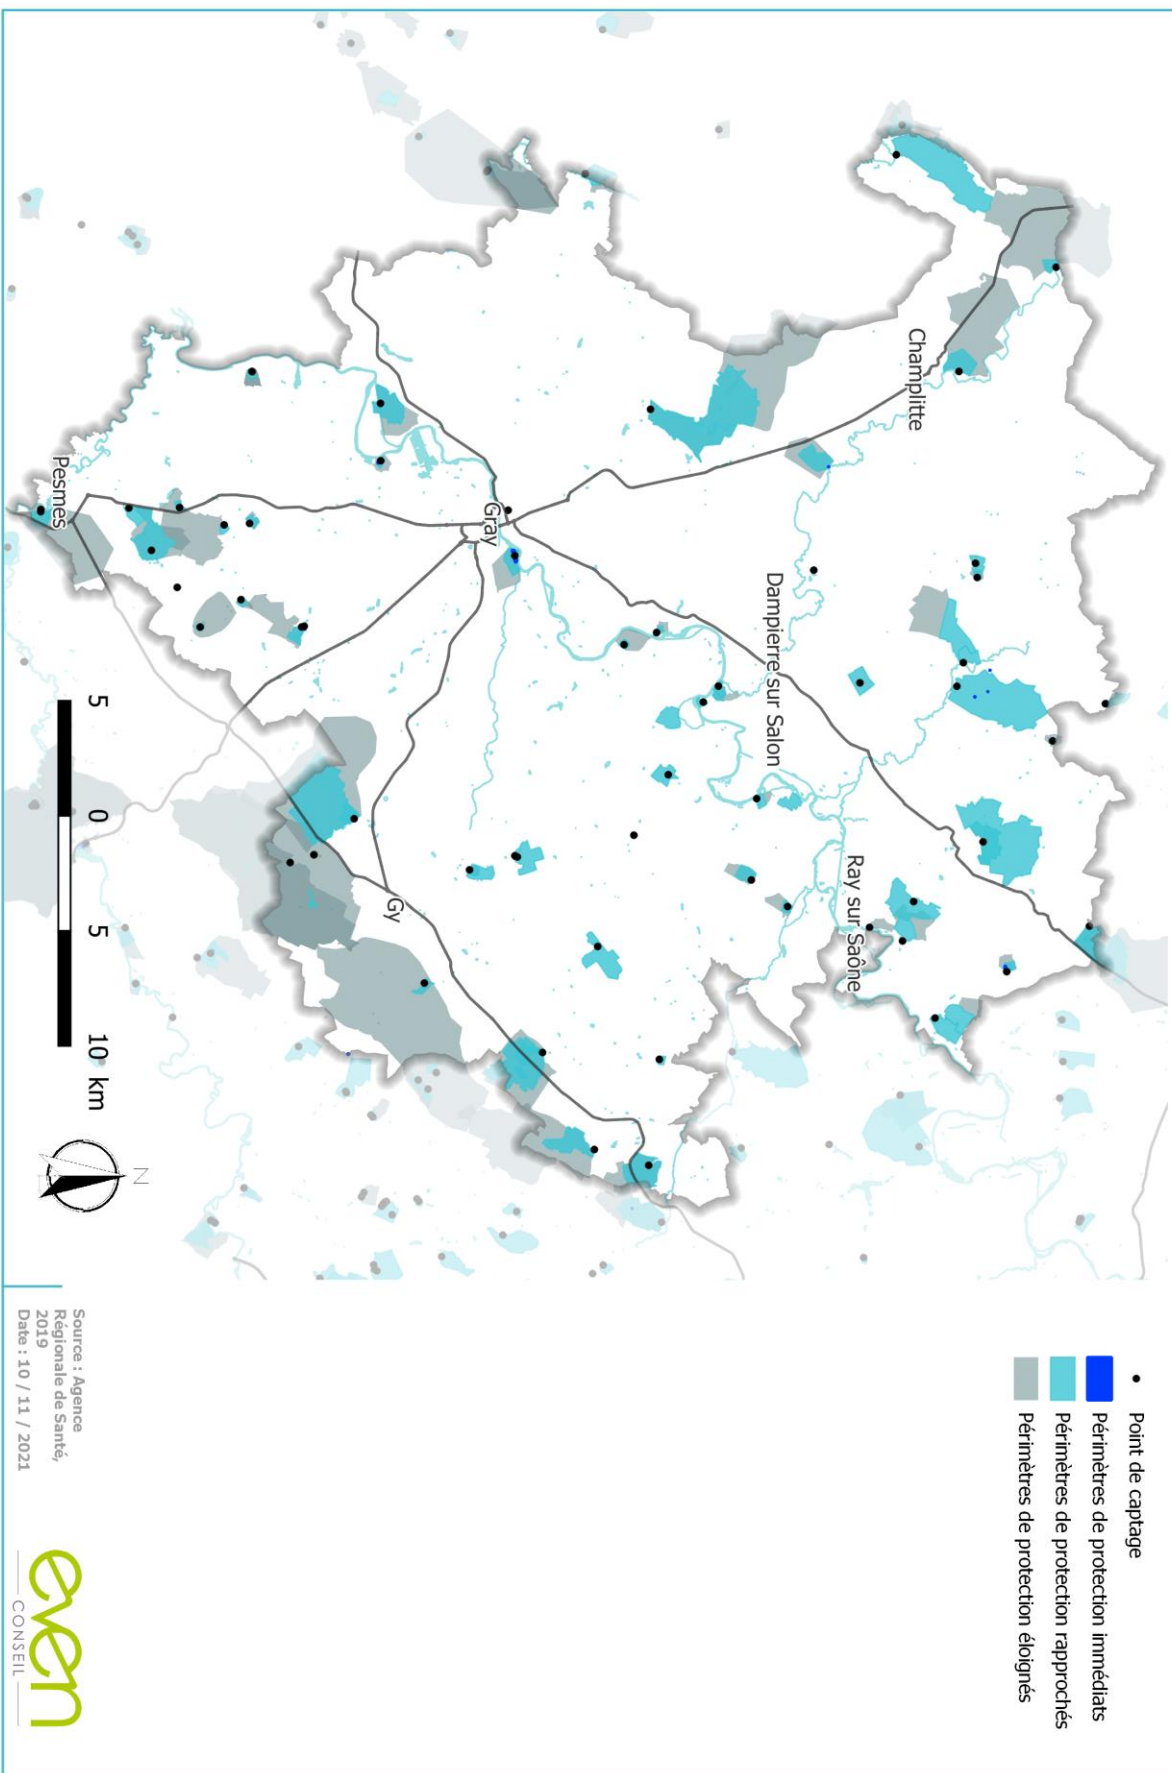 Point de captage
Périmètres de protection immédiats
Périmètres de protection rapprochés
Périmètres de protection éloignés
Champlitte
Dampierre sur Salon
Ray sur Saône
Gray
Gy
Pesmes
5 0 5 10 km
N
Source : Agence
Régionale de Santé,
2019
Date : 10 / 11 / 2021
even
CONSEIL